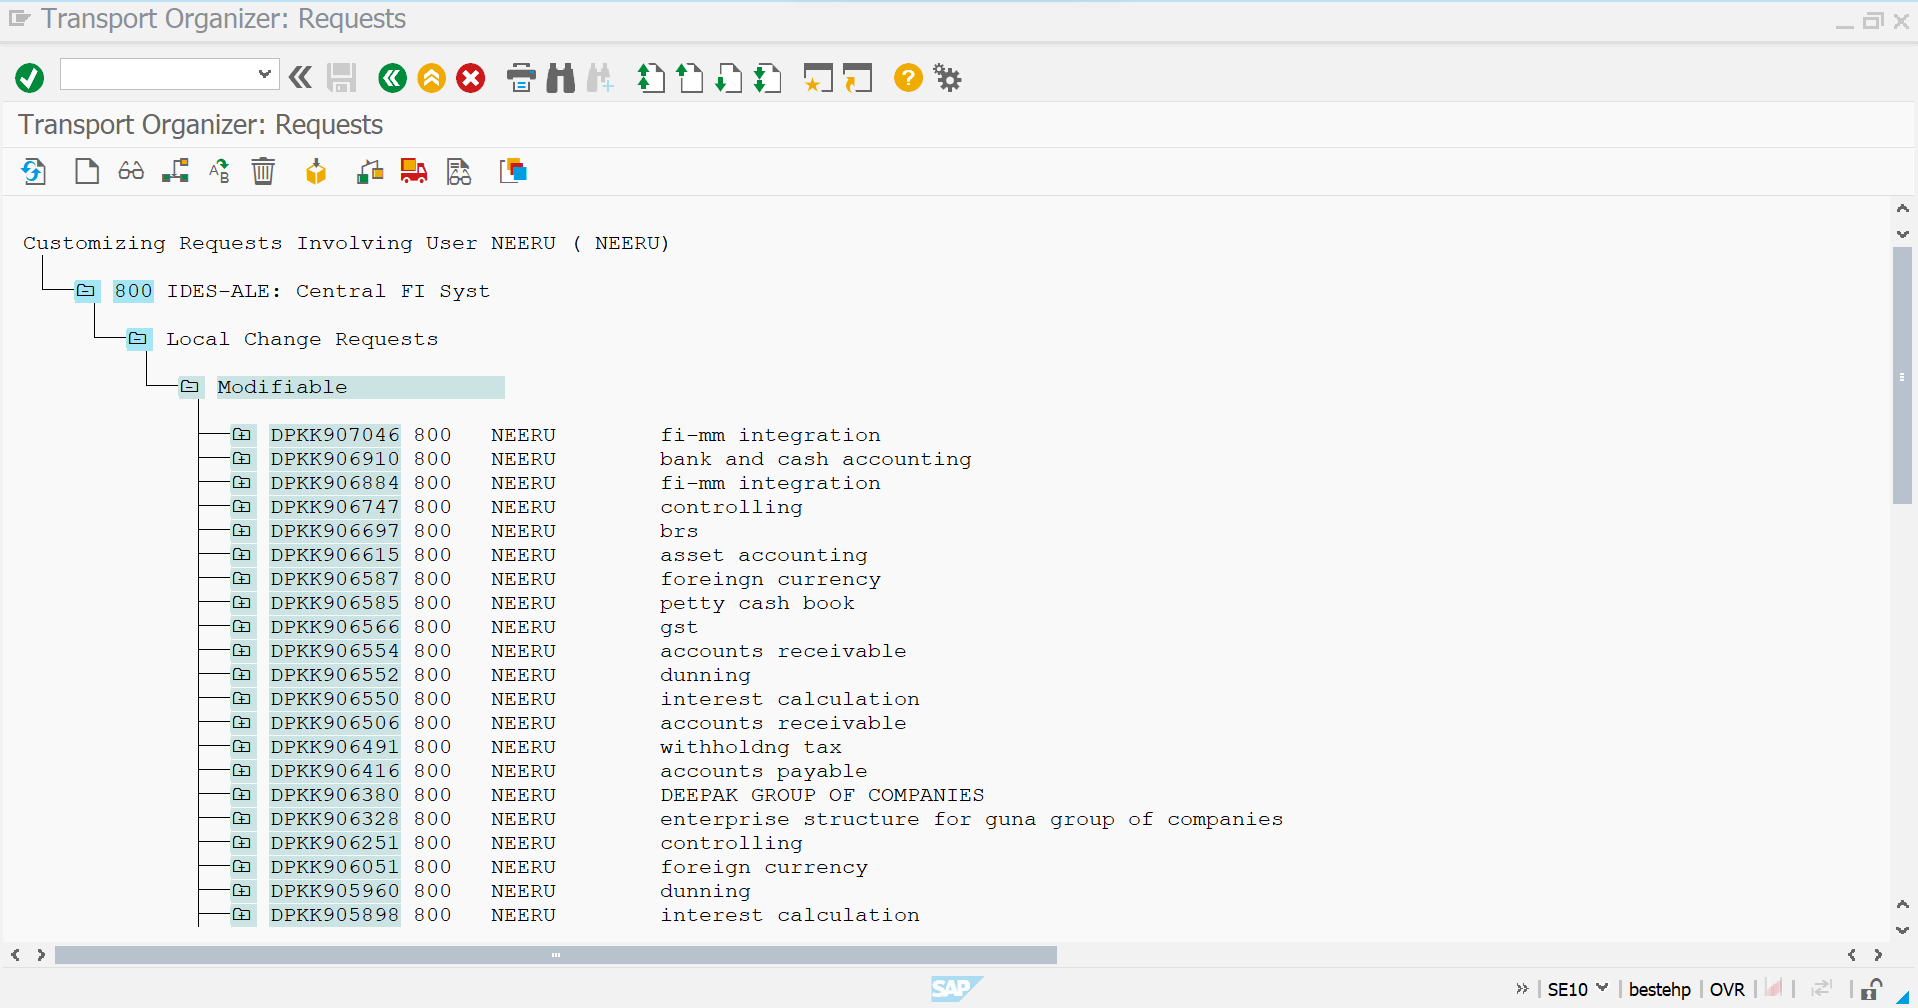 Transport Organizer: Requests
Transport Organizer: Requests
Customizing Requests Involving User NEERU ( NEERU)
800 IDES-ALE: Central FI Syst
Local Change Requests
Modifiable
DPKK907046 800 NEERU fi-mm integration
DPKK906910 800 NEERU bank and cash accounting
DPKK906884 800 NEERU fi-mm integration
DPKK906747 800 NEERU controlling
DPKK906697 800 NEERU brs
DPKK906615 800 NEERU asset accounting
DPKK906587 800 NEERU foreingn currency
DPKK906585 800 NEERU petty cash book
DPKK906566 800 NEERU gst
DPKK906554 800 NEERU accounts receivable
DPKK906552 800 NEERU dunning
DPKK906550 800 NEERU interest calculation
DPKK906506 800 NEERU accounts receivable
DPKK906491 800 NEERU withholdng tax
DPKK906416 800 NEERU accounts payable
DPKK906380 800 NEERU DEEPAK GROUP OF COMPANIES
DPKK906328 800 NEERU enterprise structure for guna group of companies
DPKK906251 800 NEERU controlling
DPKK906051 800 NEERU foreign currency
DPKK905960 800 NEERU dunning
DPKK905898 800 NEERU interest calculation
SAP
SE10 bestehp OVR